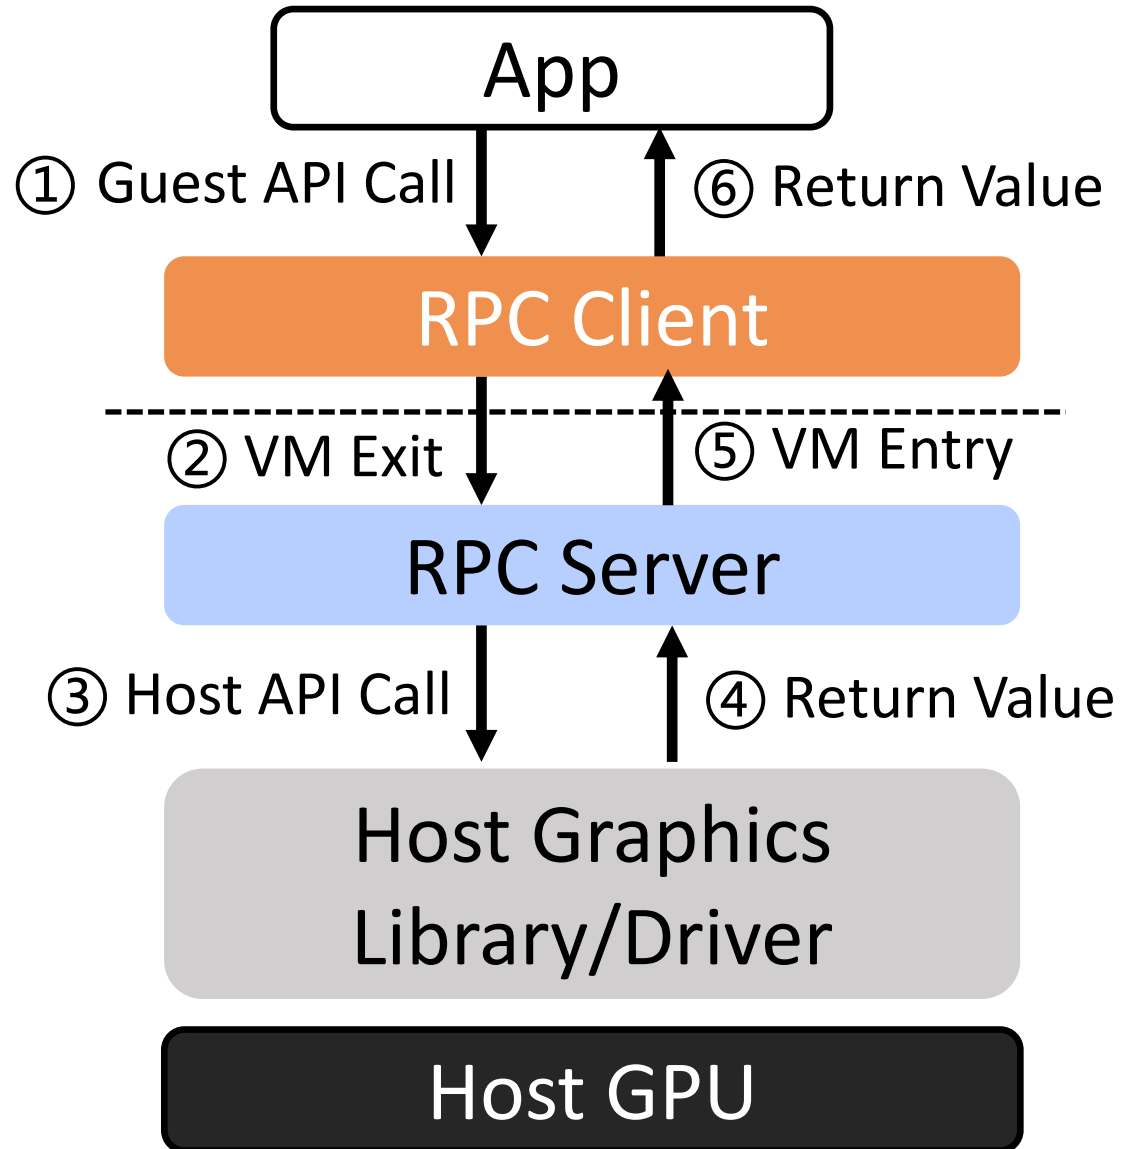 App
① Guest API Call
⑥ Return Value
RPC Client
② VM Exit
⑤ VM Entry
RPC Server
③ Host API Call
④ Return Value
Host Graphics
Library/Driver
Host GPU